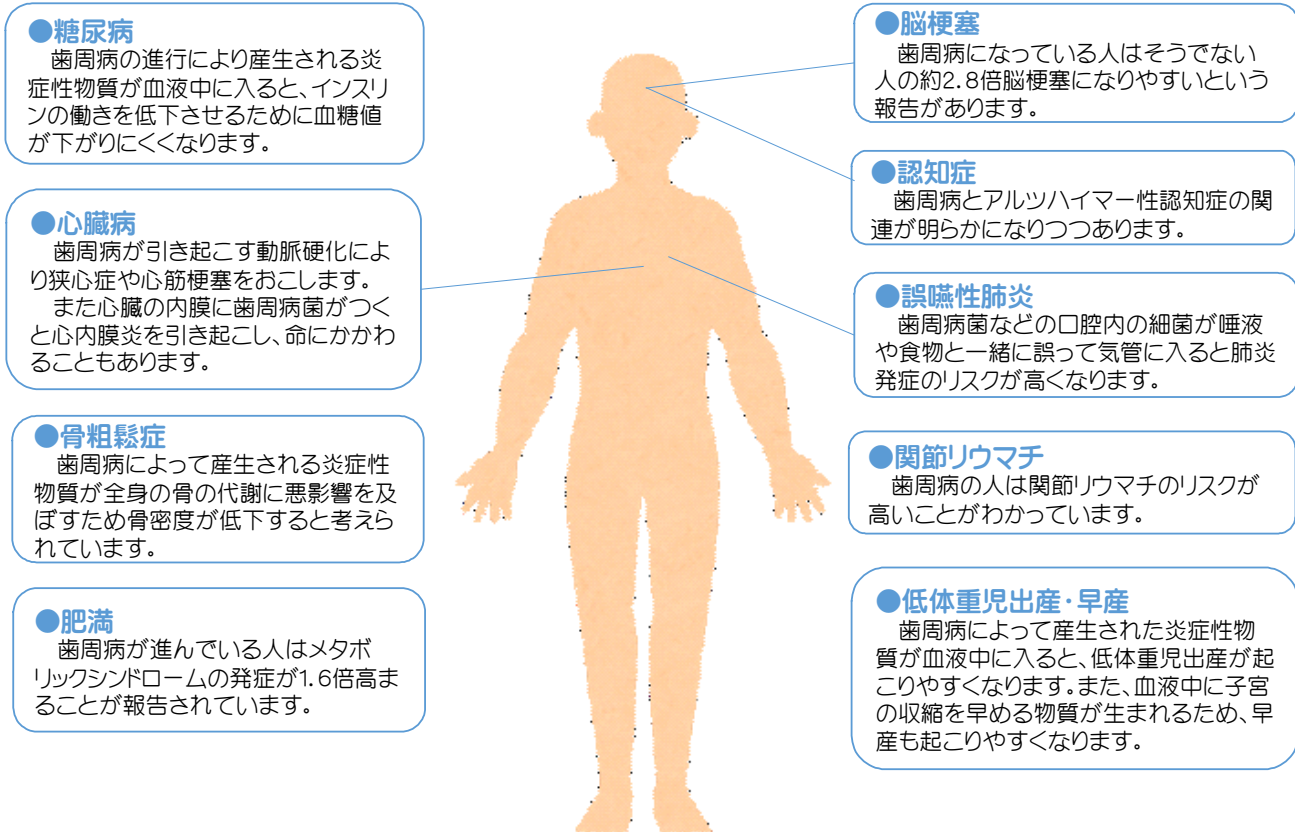 ●糖尿病
歯周病の進行により産生される炎
症性物質が血液中に入ると、インスリ
ンの働きを低下させるために血糖値
が下がりにくくなります。
●心臓病
歯周病が引き起こす動脈硬化によ
り狭心症や心筋梗塞をおこします。
また心臓の内膜に歯周病菌がつく
と心内膜炎を引き起こし、命にかかわ
ることもあります。
●骨粗鬆症
歯周病によって産生される炎症性
物質が全身の骨の代謝に悪影響を及
ぼすため骨密度が低下すると考えら
れています。
●肥満
歯周病が進んでいる人はメタボ
リックシンドロームの発症が1.6倍高ま
ることが報告されています。
●脳梗塞
歯周病になっている人はそうでない
人の約2.8倍脳梗塞になりやすいという
報告があります。
●認知症
歯周病とアルツハイマー性認知症の関
連が明らかになりつつあります。
●誤嚥性肺炎
歯周病菌などの口腔内の細菌が唾液
や食物と一緒に誤って気管に入ると肺炎
発症のリスクが高くなります。
●関節リウマチ
歯周病の人は関節リウマチのリスクが
高いことがわかっています。
●低体重児出産・早産
歯周病によって産生された炎症性物
質が血液中に入ると、低体重児出産が起
こりやすくなります。また、血液中に子宮
の収縮を早める物質が生まれるため、早
産も起こりやすくなります。